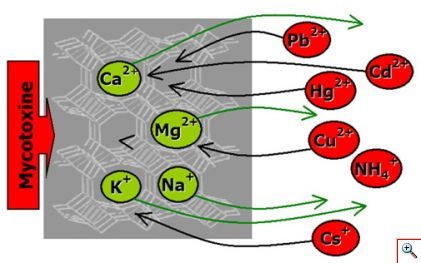 Mycotoxine
Ca2+
Mg2+
K+
Na+
Pb2+
Cd2+
Hg2+
Cu2+
NH4+
Cs+